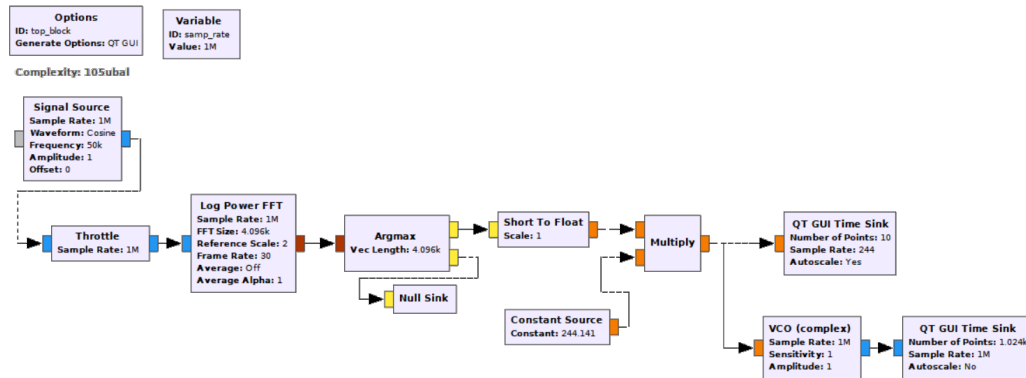 Options
ID: top_block
Generate Options: QT GUI
Variable
ID: samp_rate
Value: 1M
Complexity: 105ubal
Signal Source
Sample Rate: 1M
Waveform: Cosine
Frequency: 50k
Amplitude: 1
Offset: 0
Throttle
Sample Rate: 1M
Log Power FFT
Sample Rate: 1M
FFT Size: 4.096k
Reference Scale: 2
Frame Rate: 30
Average: Off
Average Alpha: 1
Argmax
Vec Length: 4.096k
Null Sink
Short To Float
Scale: 1
Constant Source
Constant: 244.141
Multiply
QT GUI Time Sink
Number of Points: 10
Sample Rate: 244
Autoscale: Yes
VCO (complex)
Sample Rate: 1M
Sensitivity: 1
Amplitude: 1
QT GUI Time Sink
Number of Points: 1.024k
Sample Rate: 1M
Autoscale: No